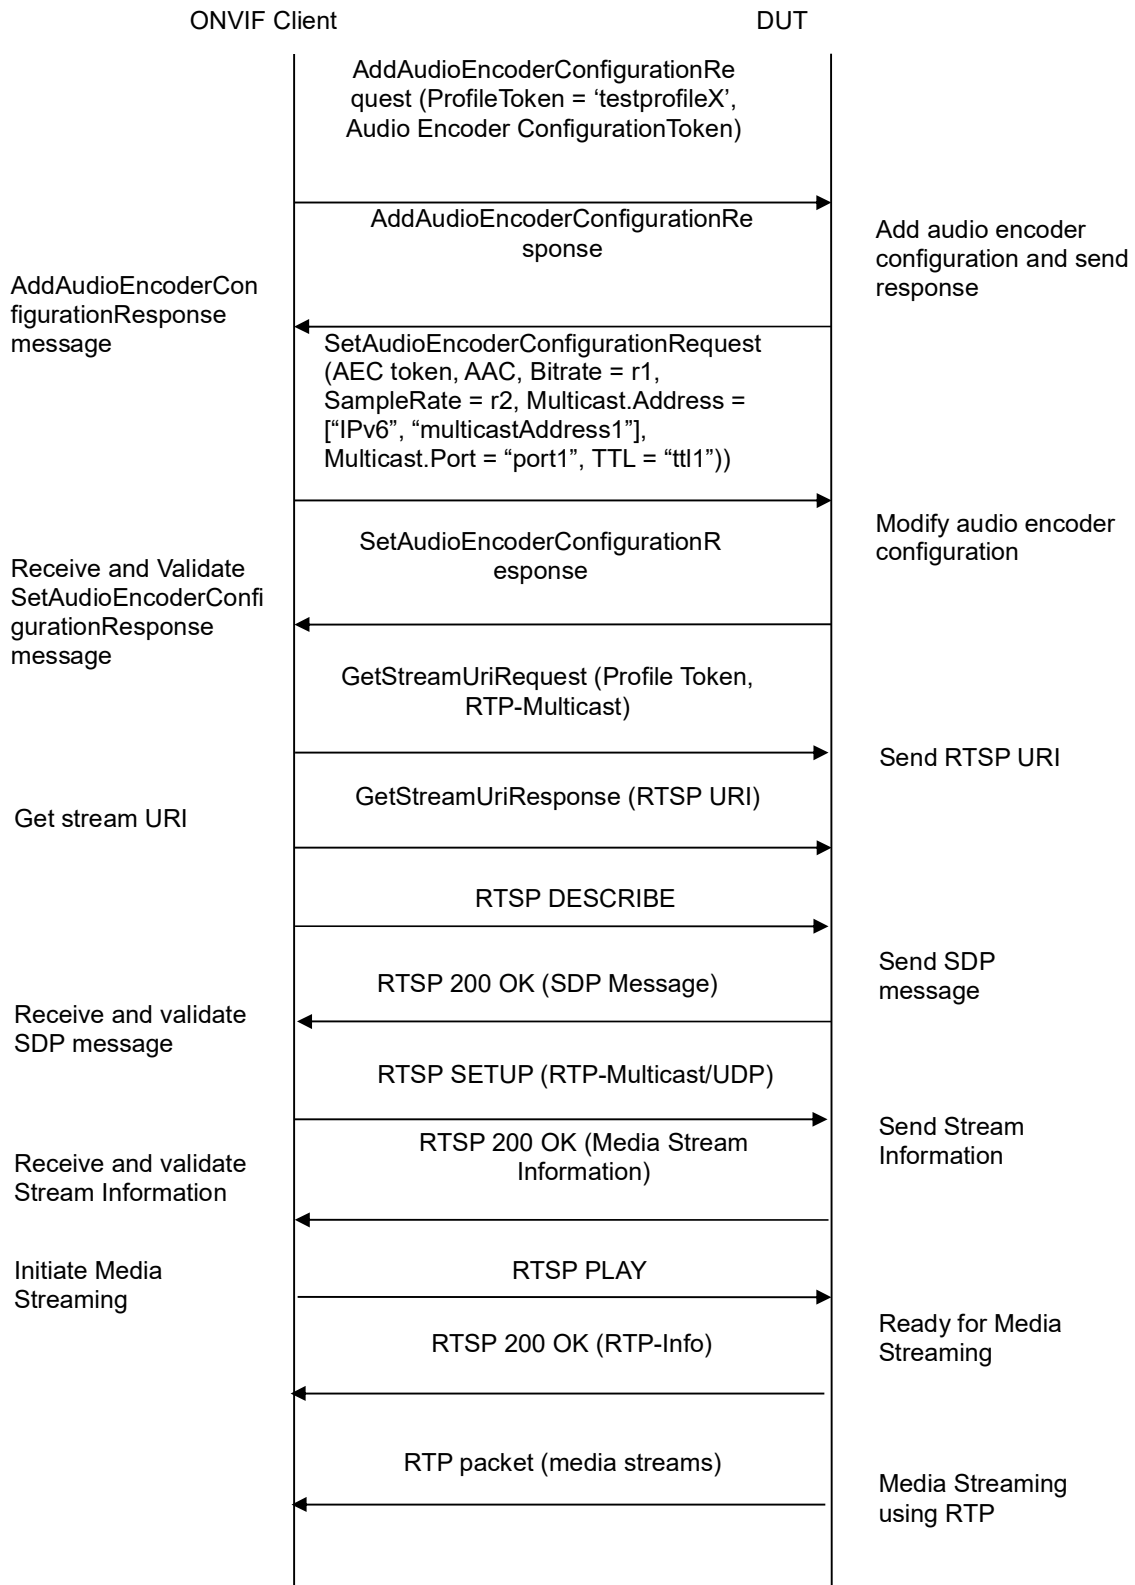 ONVIF Client
DUT
AddAudioEncoderConfigurationRe
quest (ProfileToken = ‘testprofileX’,
Audio Encoder ConfigurationToken)
AddAudioEncoderConfigurationRe
sponse
Add audio encoder
configuration and send
response
AddAudioEncoderCon
figurationResponse
message
SetAudioEncoderConfigurationRequest
(AEC token, AAC, Bitrate = r1,
SampleRate = r2, Multicast.Address =
[“IPv6”, “multicastAddress1”],
Multicast.Port = “port1”, TTL = “ttl1”))
Modify audio encoder
configuration
SetAudioEncoderConfigurationR
esponse
Receive and Validate
SetAudioEncoderConfi
gurationResponse
message
GetStreamUriRequest (Profile Token,
RTP-Multicast)
Send RTSP URI
GetStreamUriResponse (RTSP URI)
Get stream URI
RTSP DESCRIBE
Send SDP
message
RTSP 200 OK (SDP Message)
Receive and validate
SDP message
RTSP SETUP (RTP-Multicast/UDP)
Send Stream
Information
RTSP 200 OK (Media Stream
Information)
Receive and validate
Stream Information
Initiate Media
Streaming
RTSP PLAY
Ready for Media
Streaming
RTSP 200 OK (RTP-Info)
RTP packet (media streams)
Media Streaming
using RTP